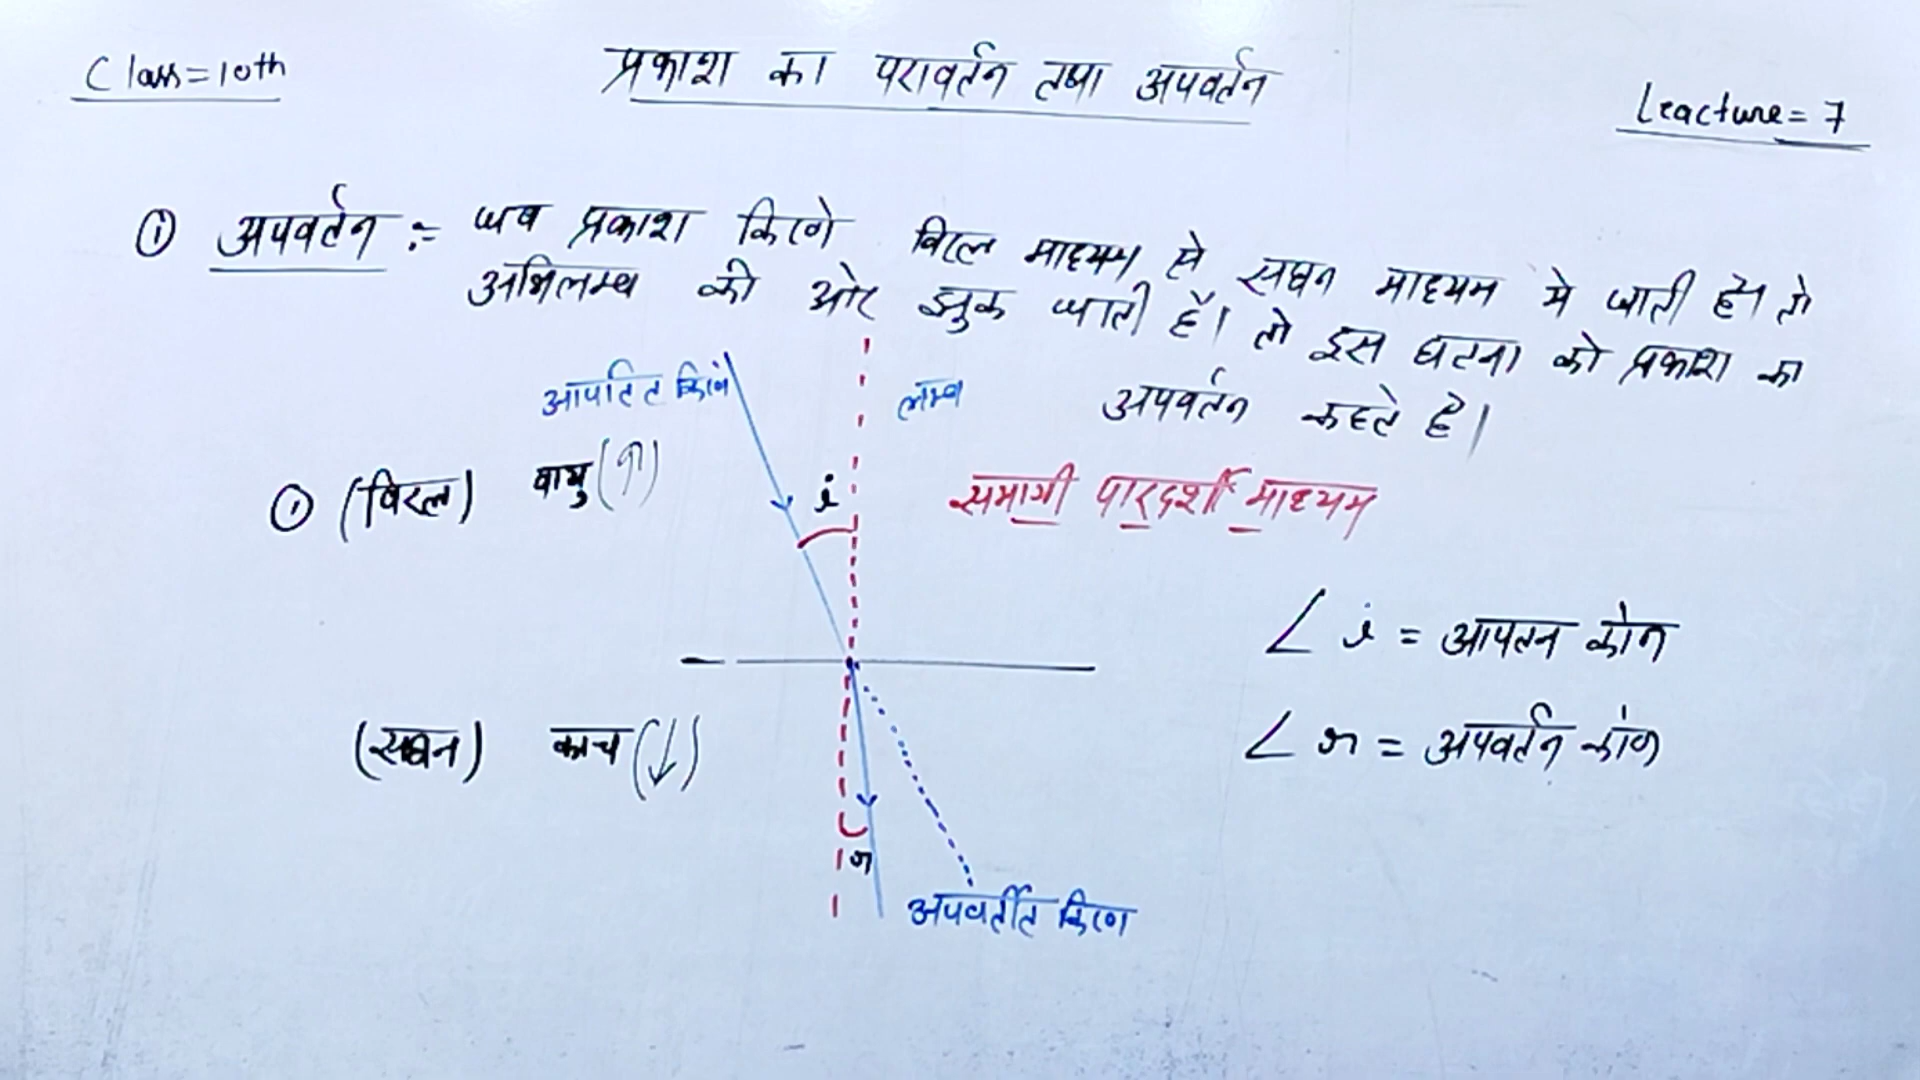 Class=10th
प्रकाश का परावर्तन तथा अपवर्तन
Leacture= 7
① अपवर्तन :- जब प्रकाश किरणे विरल माध्यम से सघन माध्यम मे जाती है। तो
अभिलम्ब की ओर झुक जाती है। तो इस घटना को प्रकाश का
अपवर्तन कहते है।
आपतित किरण
लम्ब
① (विरल) वायु (↑)
i
समांगी पारदर्शी माध्यम
∠ i = आपतन कोन
(सघन) काच (↓)
∠ r = अपवर्तन कोण
r
अपवर्तीत किरण